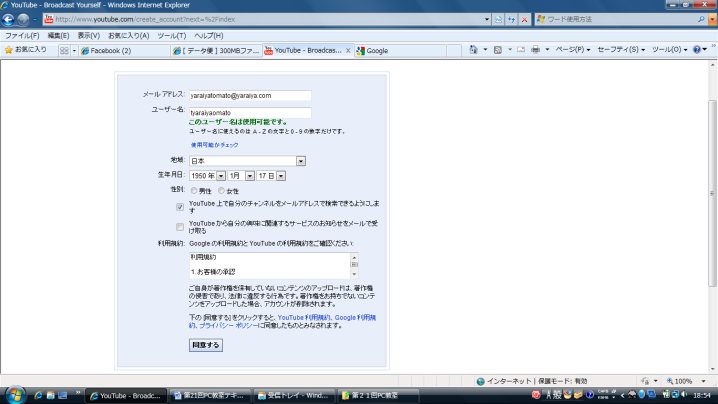 YouTube - Broadcast Yourself - Windows Internet Explorer
http://www.youtube.com/create_account?next=%2Findex
ワード使用方法
ファイル(F) 編集(E) 表示(V) お気に入り(A) ツール(T) ヘルプ(H)
お気に入り Facebook (2) [ データ便 ] 300MBファ... YouTube - Broadcast... Google ページ(P) セーフティ(S) ツール(O)
メール アドレス: yaraiyatomato@yaraiya.com
ユーザー名: tyaraiyaomato
このユーザー名は使用可能です。
ユーザー名に使えるのは A-Z の文字と 0-9 の数字だけです。
使用可能かチェック
地域: 日本
生年月日: 1950 年 1月 17 日
性別: 男性 女性
YouTube 上で自分のチャンネルをメールアドレスで検索できるようにしま
す
YouTube から自分の興味に関連するサービスのお知らせをメールで受
け取る
利用規約: Google の利用規約と YouTube の利用規約をご確認ください:
利用規約
1. お客様の承認
ご自身が著作権を保有していないコンテンツのアップロードは、著作権
の侵害であり、法律に違反する行為です。著作権をお持ちでないコンテ
ンツをアップロードした場合、アカウントが削除されます。
下の [同意する] をクリックすると、YouTube 利用規約、Google 利用規
約、プライバシー ポリシーに同意したものとみなされます。
同意する
インターネット | 保護モード: 有効 100%
YouTube - Broadc... 第21回PC教室テキ... 受信トレイ - Wind... 第２１回PC教室 18:54